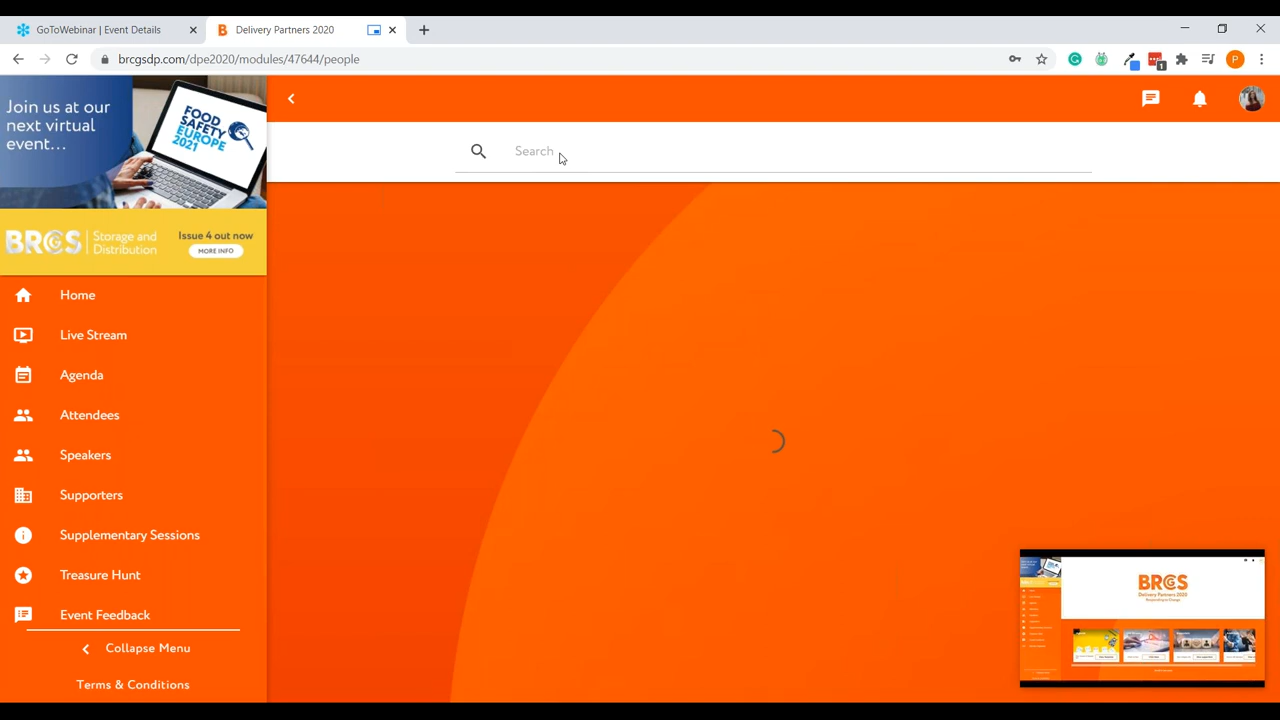 GoToWebinar | Event Details
Delivery Partners 2020
brcgsdp.com/dpe2020/modules/47644/people
P
1
Join us at our
next virtual
event...
FOOD
SAFETY
EUROPE
2021
BRCGS
Storage and
Distribution
Issue 4 out now
MORE INFO
Search
Home
Live Stream
Agenda
Attendees
Speakers
Supporters
Supplementary Sessions
Treasure Hunt
Event Feedback
Collapse Menu
Terms & Conditions
BRCGS
Delivery Partners 2020